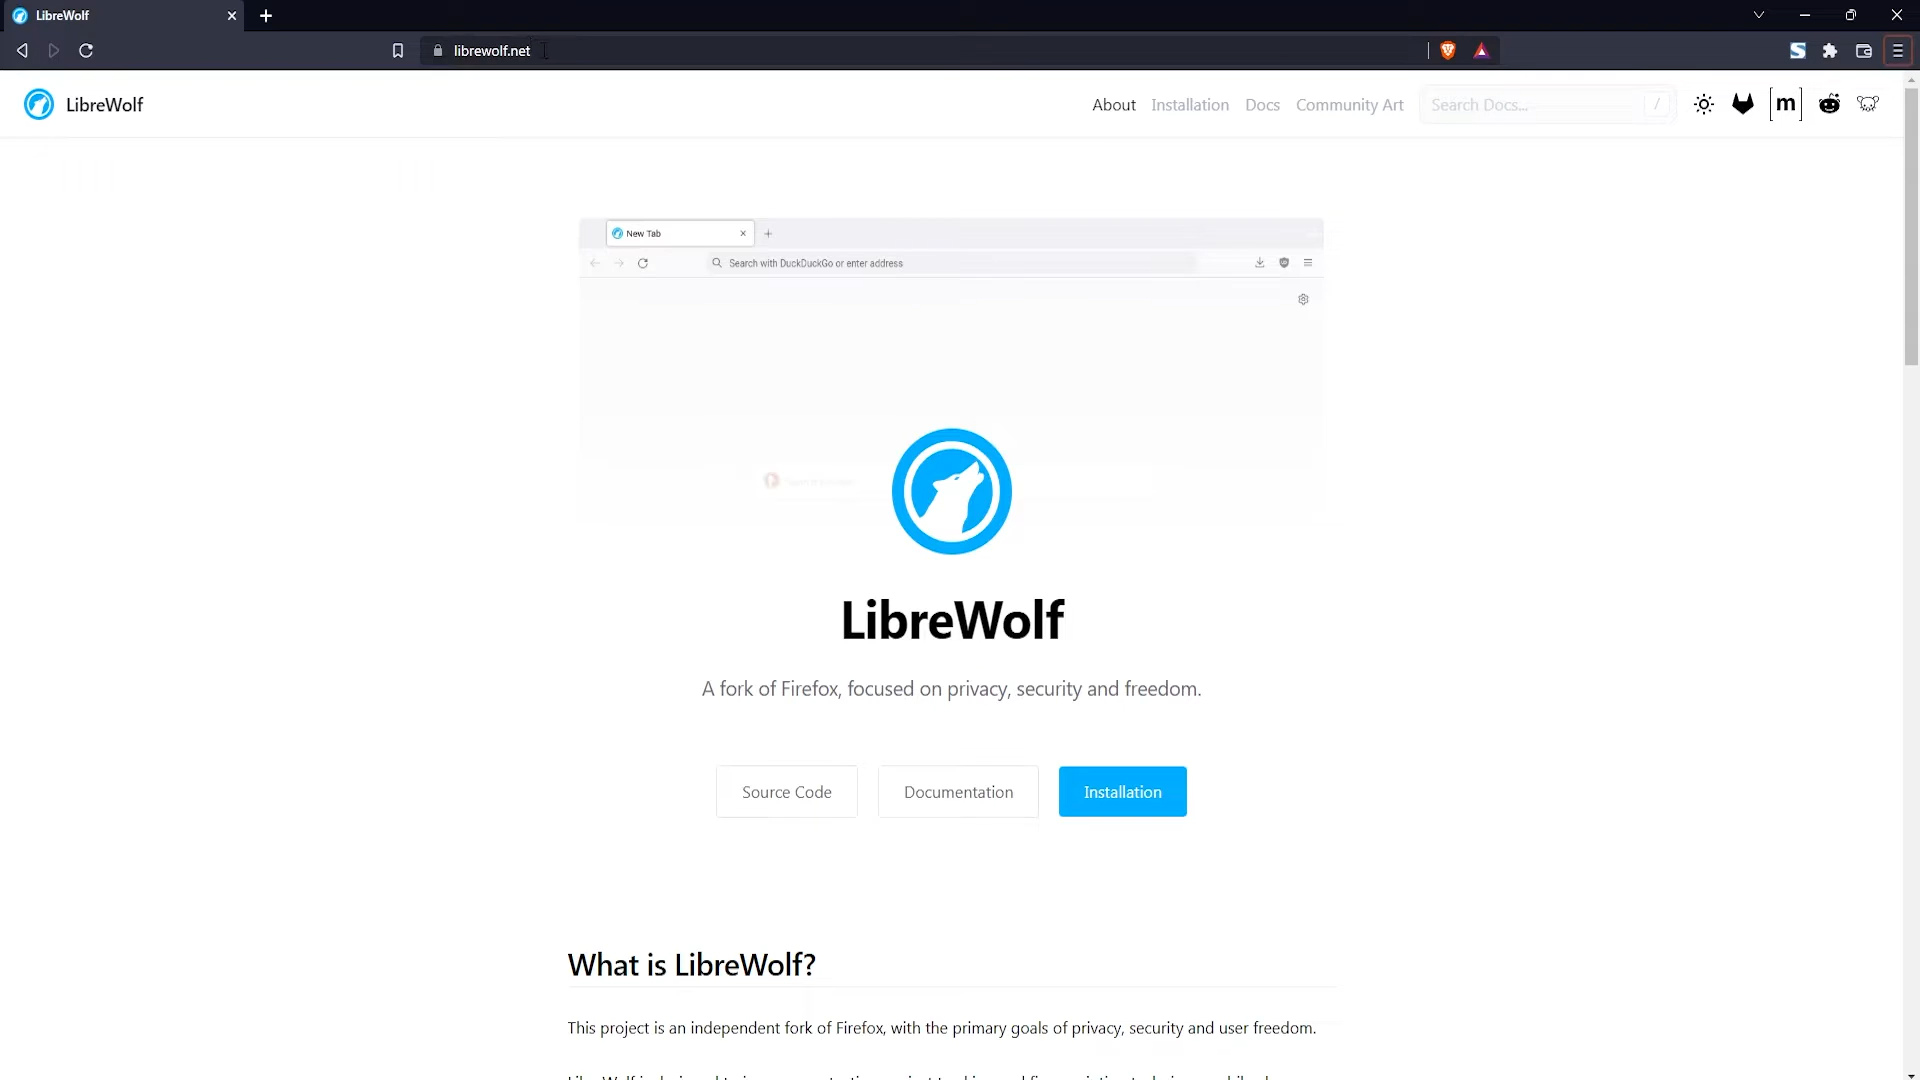 LibreWolf
librewolf.net
LibreWolf
About Installation Docs Community Art Search Docs... /
m
New Tab
Search with DuckDuckGo or enter address
LibreWolf
A fork of Firefox, focused on privacy, security and freedom.
Source Code Documentation Installation
What is LibreWolf?
This project is an independent fork of Firefox, with the primary goals of privacy, security and user freedom.